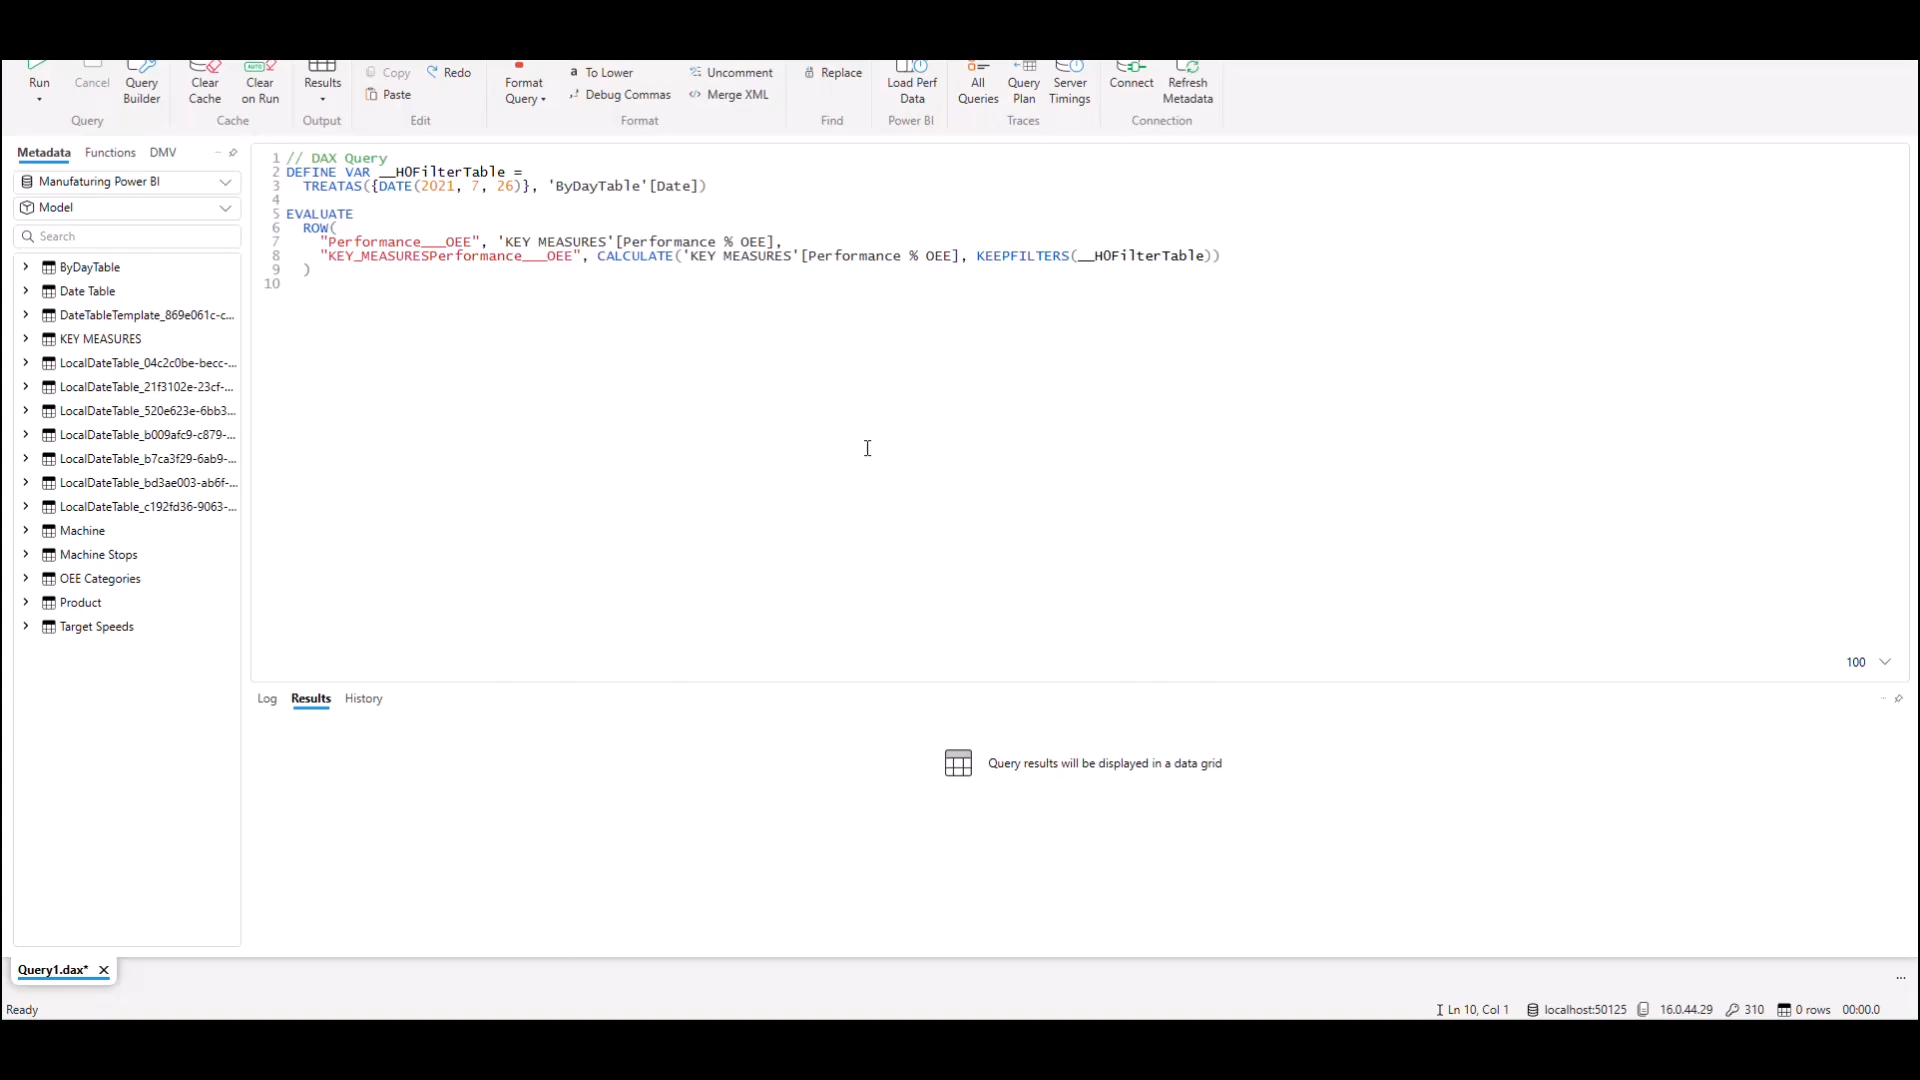 Run
Cancel
Query Builder
Clear Cache
Clear on Run
Results
Copy
Paste
Redo
Format Query
a To Lower
Debug Commas
Uncomment
Merge XML
Replace
Load Perf Data
All Queries
Query Plan
Server Timings
Connect
Refresh Metadata
Query
Cache
Output
Edit
Format
Find
Power BI
Traces
Connection
Metadata Functions DMV
Manufaturing Power BI
Model
Search
ByDayTable
Date Table
DateTableTemplate_869e061c-c...
KEY MEASURES
LocalDateTable_04c2c0be-becc-...
LocalDateTable_21f3102e-23cf-...
LocalDateTable_520e623e-6bb3...
LocalDateTable_b009afc9-c879-...
LocalDateTable_b7ca3f29-6ab9-...
LocalDateTable_bd3ae003-ab6f-...
LocalDateTable_c192fd36-9063-...
Machine
Machine Stops
OEE Categories
Product
Target Speeds
1 // DAX Query
2 DEFINE VAR __H0FilterTable =
3 TREATAS({DATE(2021, 7, 26)}, 'ByDayTable'[Date])
4
5 EVALUATE
6 ROW(
7 "Performance___OEE", 'KEY MEASURES'[Performance % OEE],
8 "KEY_MEASURESPerformance___OEE", CALCULATE('KEY MEASURES'[Performance % OEE], KEEPFILTERS(__H0FilterTable))
9 )
10
100
Log Results History
Query results will be displayed in a data grid
Query1.dax*
Ready
Ln 10, Col 1
localhost:50125
16.0.44.29
310
0 rows
00:00.0